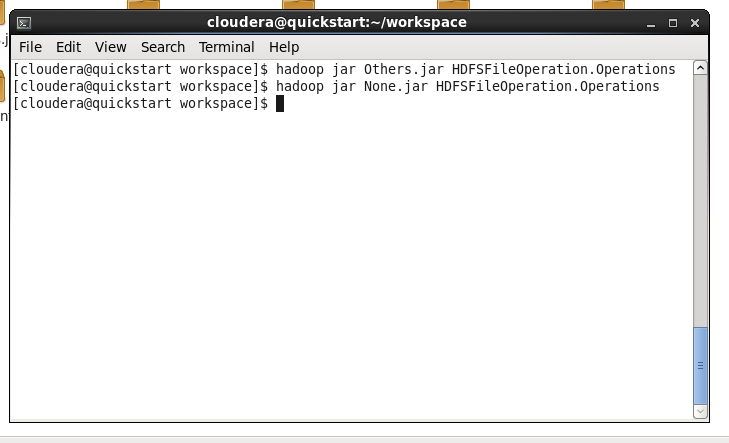 cloudera@quickstart:~/workspace
File Edit View Search Terminal Help
[cloudera@quickstart workspace]$ hadoop jar Others.jar HDFSFileOperation.Operations
[cloudera@quickstart workspace]$ hadoop jar None.jar HDFSFileOperation.Operations
[cloudera@quickstart workspace]$